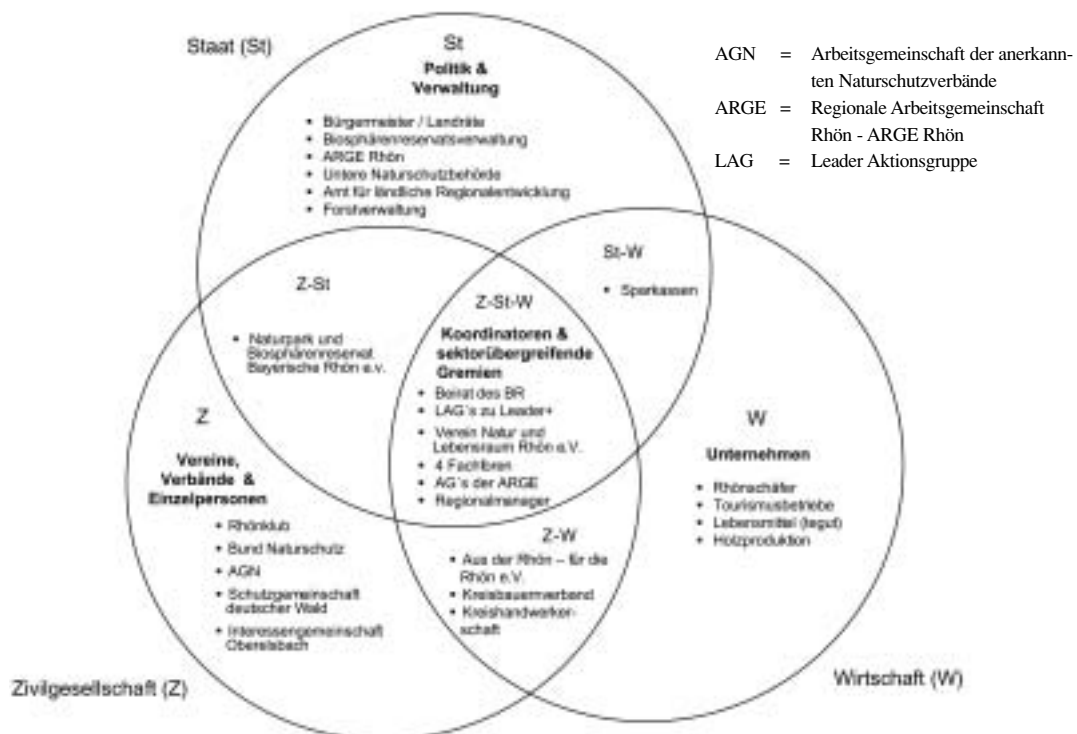 Staat (St)
St
Politik &
Verwaltung
• Bürgermeister / Landräte
• Biosphärenreservatsverwaltung
• ARGE Rhön
• Untere Naturschutzbehörde
• Amt für ländliche Regionalentwicklung
• Forstverwaltung
AGN = Arbeitsgemeinschaft der anerkann-
ten Naturschutzverbände
ARGE = Regionale Arbeitsgemeinschaft
Rhön - ARGE Rhön
LAG = Leader Aktionsgruppe
Z-St
• Naturpark und
Biosphärenreservat
Bayerische Rhön e.v.
St-W
• Sparkassen
Z-St-W
Koordinatoren &
sektorübergreifende
Gremien
• Beirat des BR
• LAG´s zu Leader+
• Verein Natur und
Lebensraum Rhön e.V.
• 4 Fachbren
• AG´s der ARGE
• Regionalmanager
Z
Vereine,
Verbände &
Einzelpersonen
• Rhönklub
• Bund Naturschutz
• AGN
• Schutzgemeinschaft
deutscher Wald
• Interessengemeinschaft
Oberelsbach
W
Unternehmen
• Rhönschäfer
• Tourismusbetriebe
• Lebensmittel (tegut)
• Holzproduktion
Z-W
• Aus der Rhön – für die
Rhön e.V.
• Kreisbauernverband
• Kreishandwerker-
schaft
Zivilgesellschaft (Z)
Wirtschaft (W)